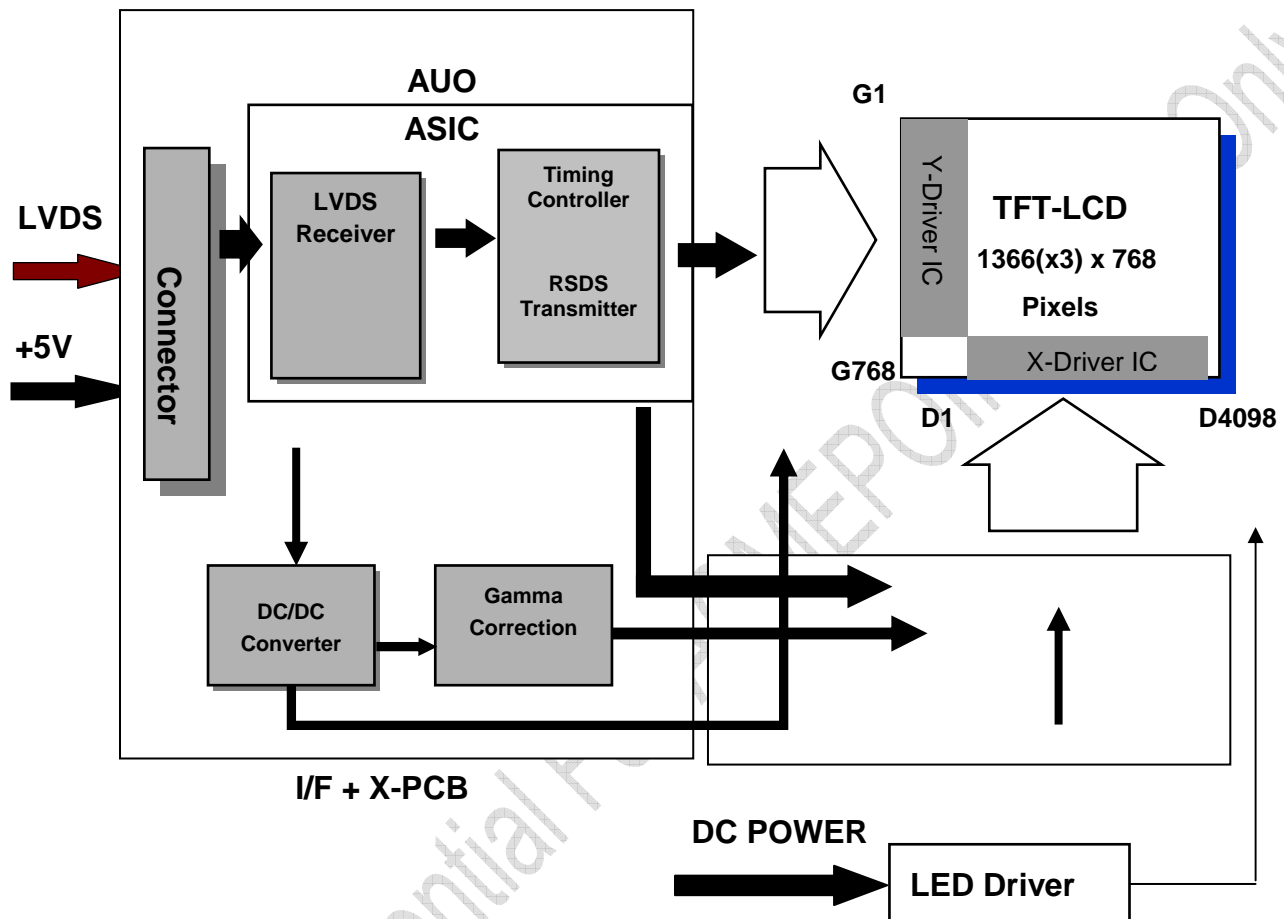 AUO
ASIC
LVDS
+5V
Connector
LVDS
Receiver
Timing
Controller
RSDS
Transmitter
DC/DC
Converter
Gamma
Correction
I/F + X-PCB
G1
G768
Y-Driver IC
TFT-LCD
1366(x3) x 768
Pixels
X-Driver IC
D1
D4098
DC POWER
LED Driver
Only